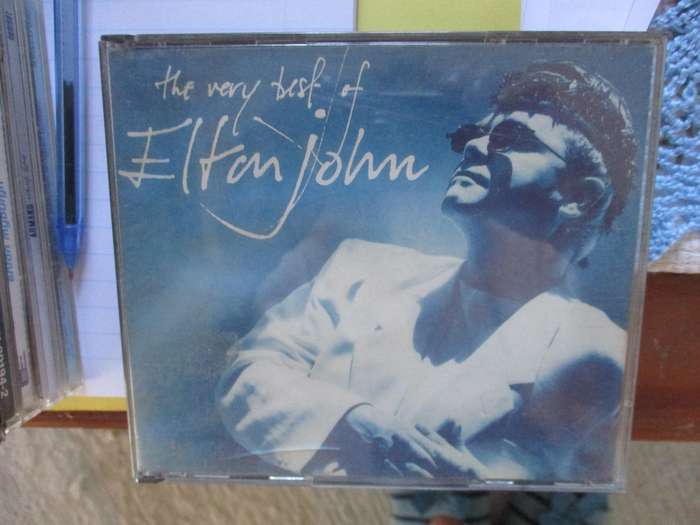 the very best of
Elton john